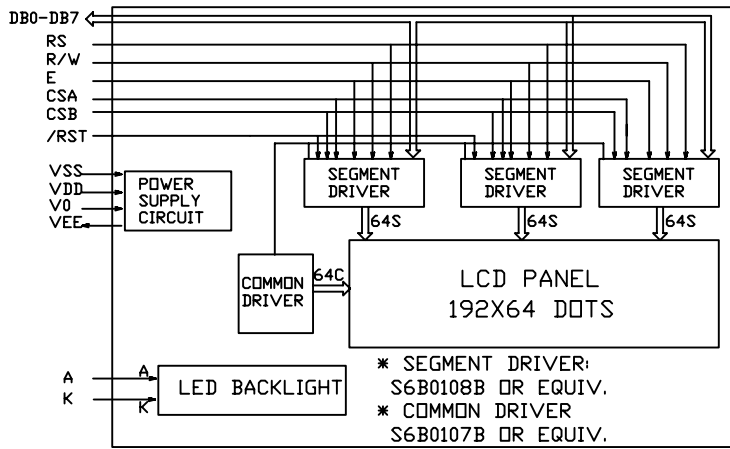 DB0-DB7
RS
R/W
E
CSA
CSB
/RST
SEGMENT
DRIVER
SEGMENT
DRIVER
SEGMENT
DRIVER
VSS
VDD
V0
VEE
POWER
SUPPLY
CIRCUIT
64S
64S
64S
COMMON
DRIVER
64C
LCD PANEL
192X64 DOTS
A
K
A
K
LED BACKLIGHT
* SEGMENT DRIVER:
S6B0108B OR EQUIV.
* COMMON DRIVER
S6B0107B OR EQUIV.